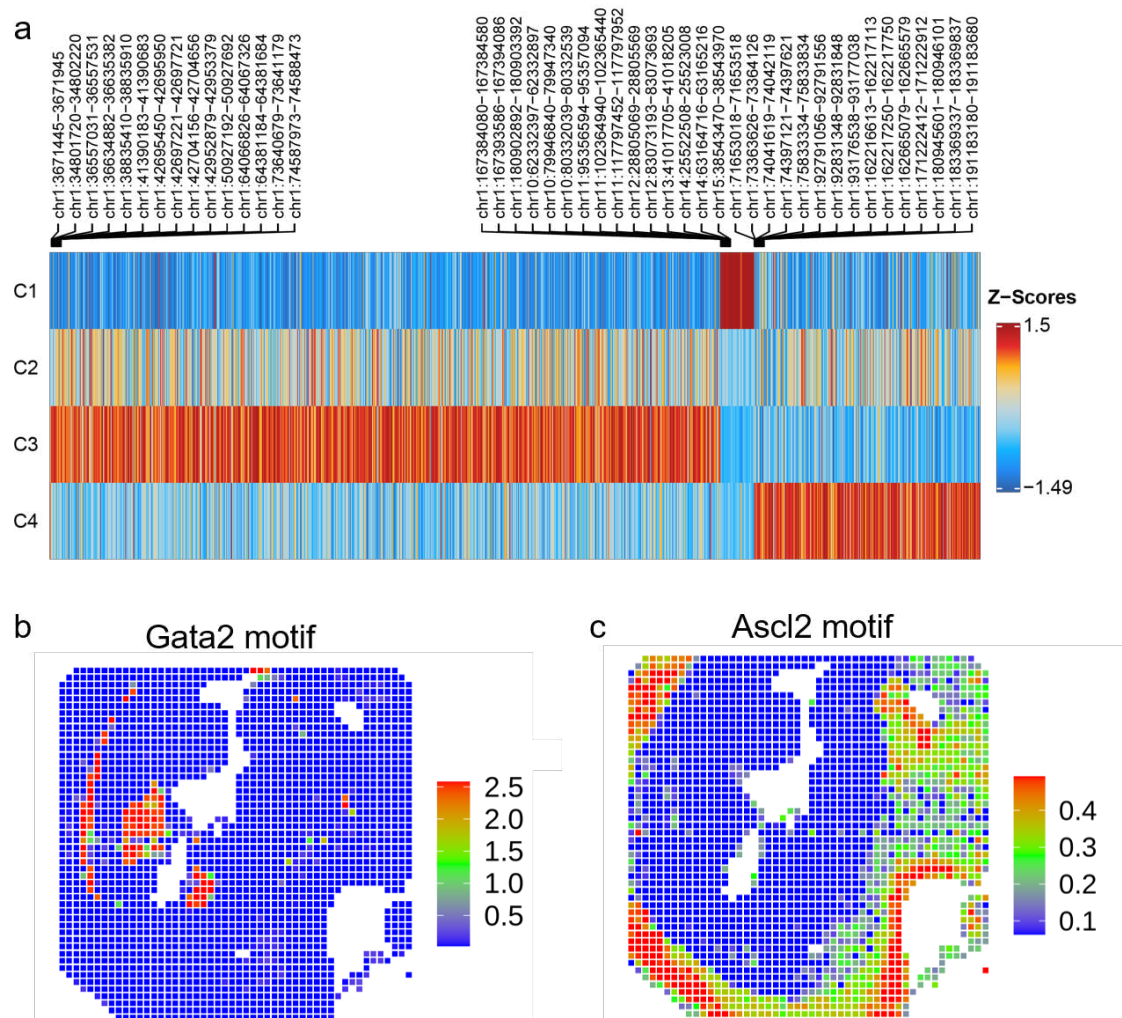 a
chr1:3671445-3671945
chr1:34801720-34802220
chr1:36557031-36557531
chr1:36634882-36635382
chr1:38835410-38835910
chr1:41390183-41390683
chr1:42695450-42695950
chr1:42697221-42697721
chr1:42704156-42704656
chr1:42952879-42953379
chr1:50927192-50927692
chr1:64066826-64067326
chr1:64381184-64381684
chr1:73640679-73641179
chr1:74587973-74588473
chr1:167384080-167384580
chr1:167393586-167394086
chr1:180902892-180903392
chr10:62332397-62332897
chr10:79946840-79947340
chr10:80332039-80332539
chr11:95356594-95357094
chr11:102364940-102365440
chr11:117797452-117797952
chr12:28805069-28805569
chr12:83073193-83073693
chr13:41017705-41018205
chr14:25522508-25523008
chr14:63164716-63165216
chr15:38543470-38543970
chr1:71653018-71653518
chr1:73363626-73364126
chr1:74041619-74042119
chr1:74397121-74397621
chr1:75833334-75833834
chr1:92791056-92791556
chr1:92831348-92831848
chr1:93176538-93177038
chr1:162216613-162217113
chr1:162217250-162217750
chr1:162665079-162665579
chr1:171222412-171222912
chr1:180945601-180946101
chr1:183369337-183369837
chr1:191183180-191183680
C1
C2
C3
C4
Z-Scores
1.5
-1.49
b
Gata2 motif
2.5
2.0
1.5
1.0
0.5
c
Ascl2 motif
0.4
0.3
0.2
0.1